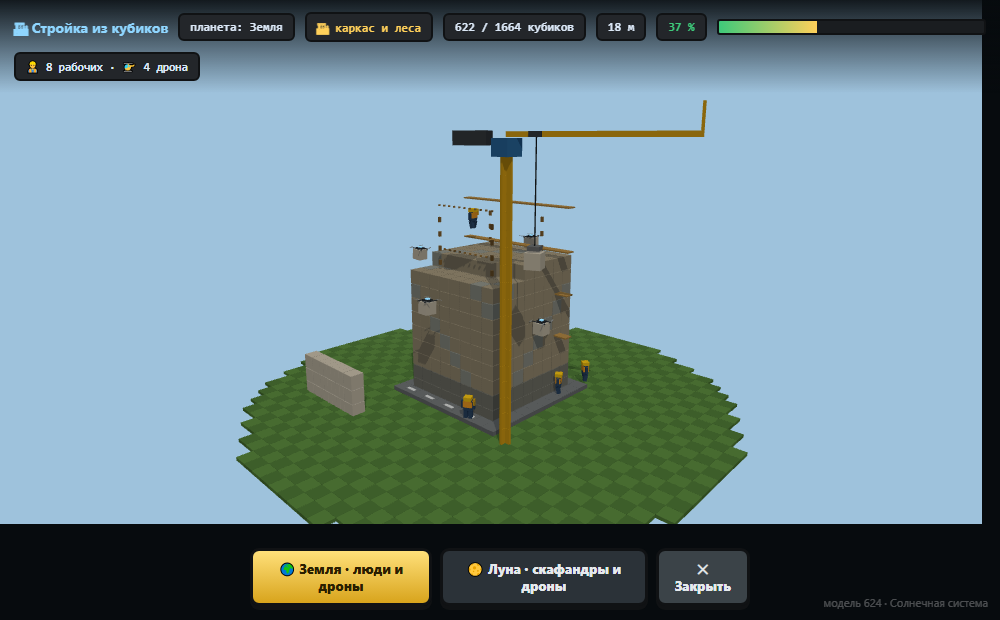 Стройка из кубиков
планета: Земля
каркас и леса
622 / 1664 кубиков
18 м
37 %
8 рабочих · 4 дрона
Земля · люди и
дроны
Луна · скафандры и
дроны
✕
Закрыть
модель 624 · Солнечная система